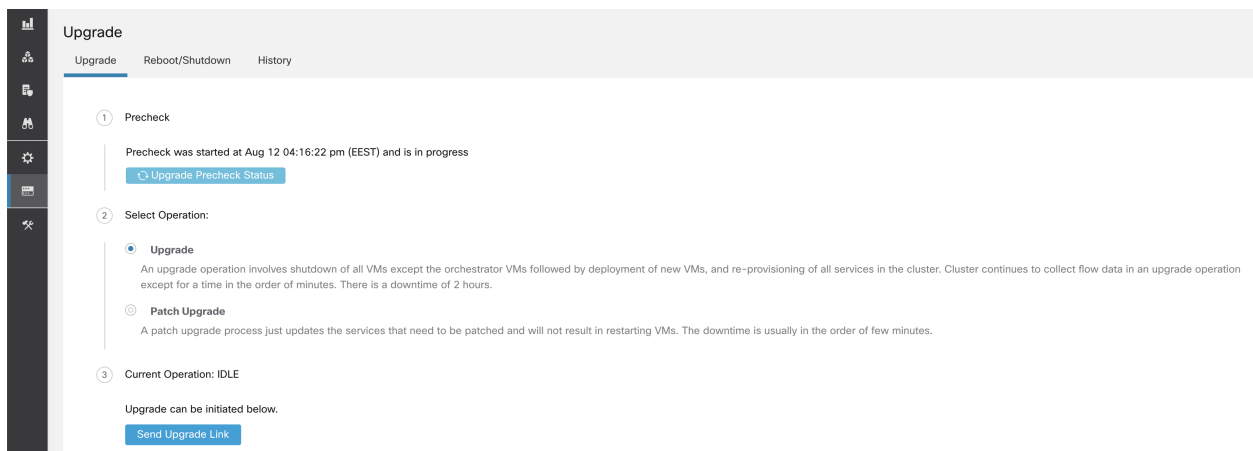 Upgrade
Upgrade Reboot/Shutdown History
1 Precheck
Precheck was started at Aug 12 04:16:22 pm (EEST) and is in progress
Upgrade Precheck Status
2 Select Operation:
Upgrade
An upgrade operation involves shutdown of all VMs except the orchestrator VMs followed by deployment of new VMs, and re-provisioning of all services in the cluster. Cluster continues to collect flow data in an upgrade operation
except for a time in the order of minutes. There is a downtime of 2 hours.
Patch Upgrade
A patch upgrade process just updates the services that need to be patched and will not result in restarting VMs. The downtime is usually in the order of few minutes.
3 Current Operation: IDLE
Upgrade can be initiated below.
Send Upgrade Link